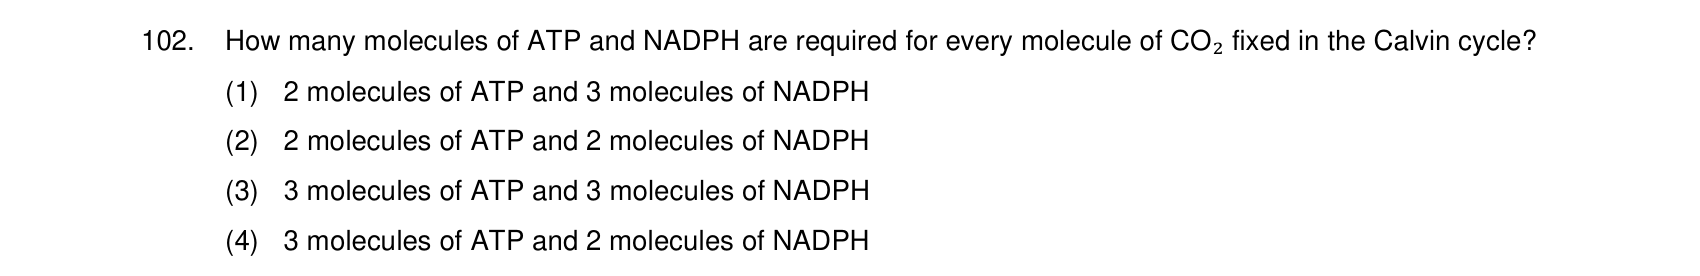 102. How many molecules of ATP and NADPH are required for every molecule of CO₂ fixed in the Calvin cycle?
(1) 2 molecules of ATP and 3 molecules of NADPH
(2) 2 molecules of ATP and 2 molecules of NADPH
(3) 3 molecules of ATP and 3 molecules of NADPH
(4) 3 molecules of ATP and 2 molecules of NADPH